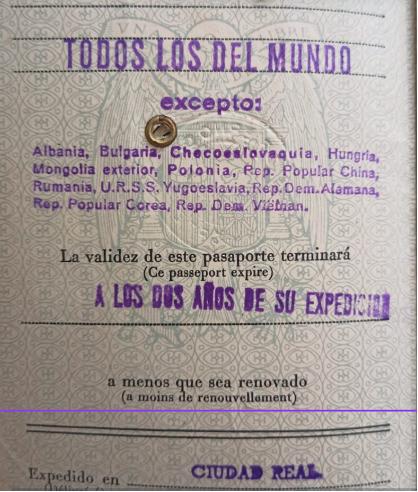 TODOS LOS DEL MUNDO
excepto:
Albania, Bulgaria, Checoeslovaquia, Hungría,
Mongolia exterior, Polonia, Rep. Popular China,
Rumania, U.R.S.S. Yugoeslavia, Rep. Dem. Alemana,
Rep. Popular Corea, Rep. Dem. Vietnan.
La validez de este pasaporte terminará
(Ce passeport expire)
A LOS DOS AÑOS DE SU EXPEDICION
a menos que sea renovado
(a moins de renouvellement)
Expedido en CIUDAD REAL